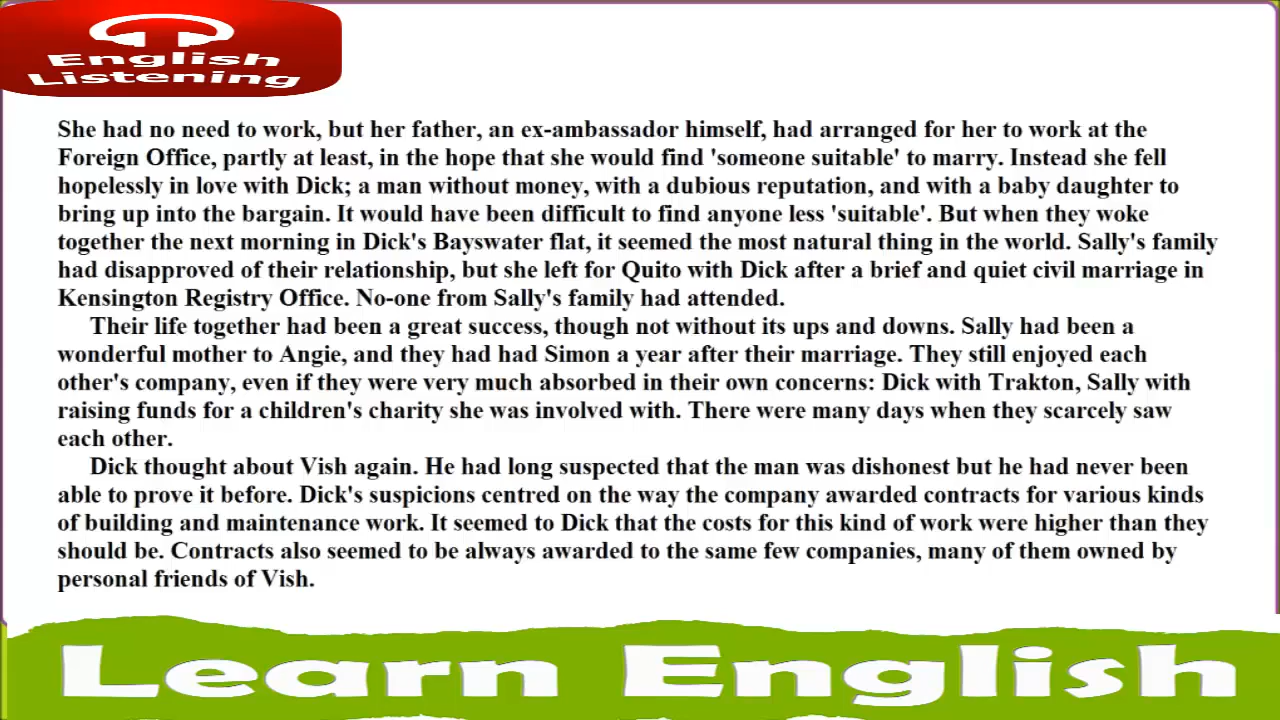 English
Listening
She had no need to work, but her father, an ex-ambassador himself, had arranged for her to work at the
Foreign Office, partly at least, in the hope that she would find 'someone suitable' to marry. Instead she fell
hopelessly in love with Dick; a man without money, with a dubious reputation, and with a baby daughter to
bring up into the bargain. It would have been difficult to find anyone less 'suitable'. But when they woke
together the next morning in Dick's Bayswater flat, it seemed the most natural thing in the world. Sally's family
had disapproved of their relationship, but she left for Quito with Dick after a brief and quiet civil marriage in
Kensington Registry Office. No-one from Sally's family had attended.
Their life together had been a great success, though not without its ups and downs. Sally had been a
wonderful mother to Angie, and they had had Simon a year after their marriage. They still enjoyed each
other's company, even if they were very much absorbed in their own concerns: Dick with Trakton, Sally with
raising funds for a children's charity she was involved with. There were many days when they scarcely saw
each other.
Dick thought about Vish again. He had long suspected that the man was dishonest but he had never been
able to prove it before. Dick's suspicions centred on the way the company awarded contracts for various kinds
of building and maintenance work. It seemed to Dick that the costs for this kind of work were higher than they
should be. Contracts also seemed to be always awarded to the same few companies, many of them owned by
personal friends of Vish.
Learn English